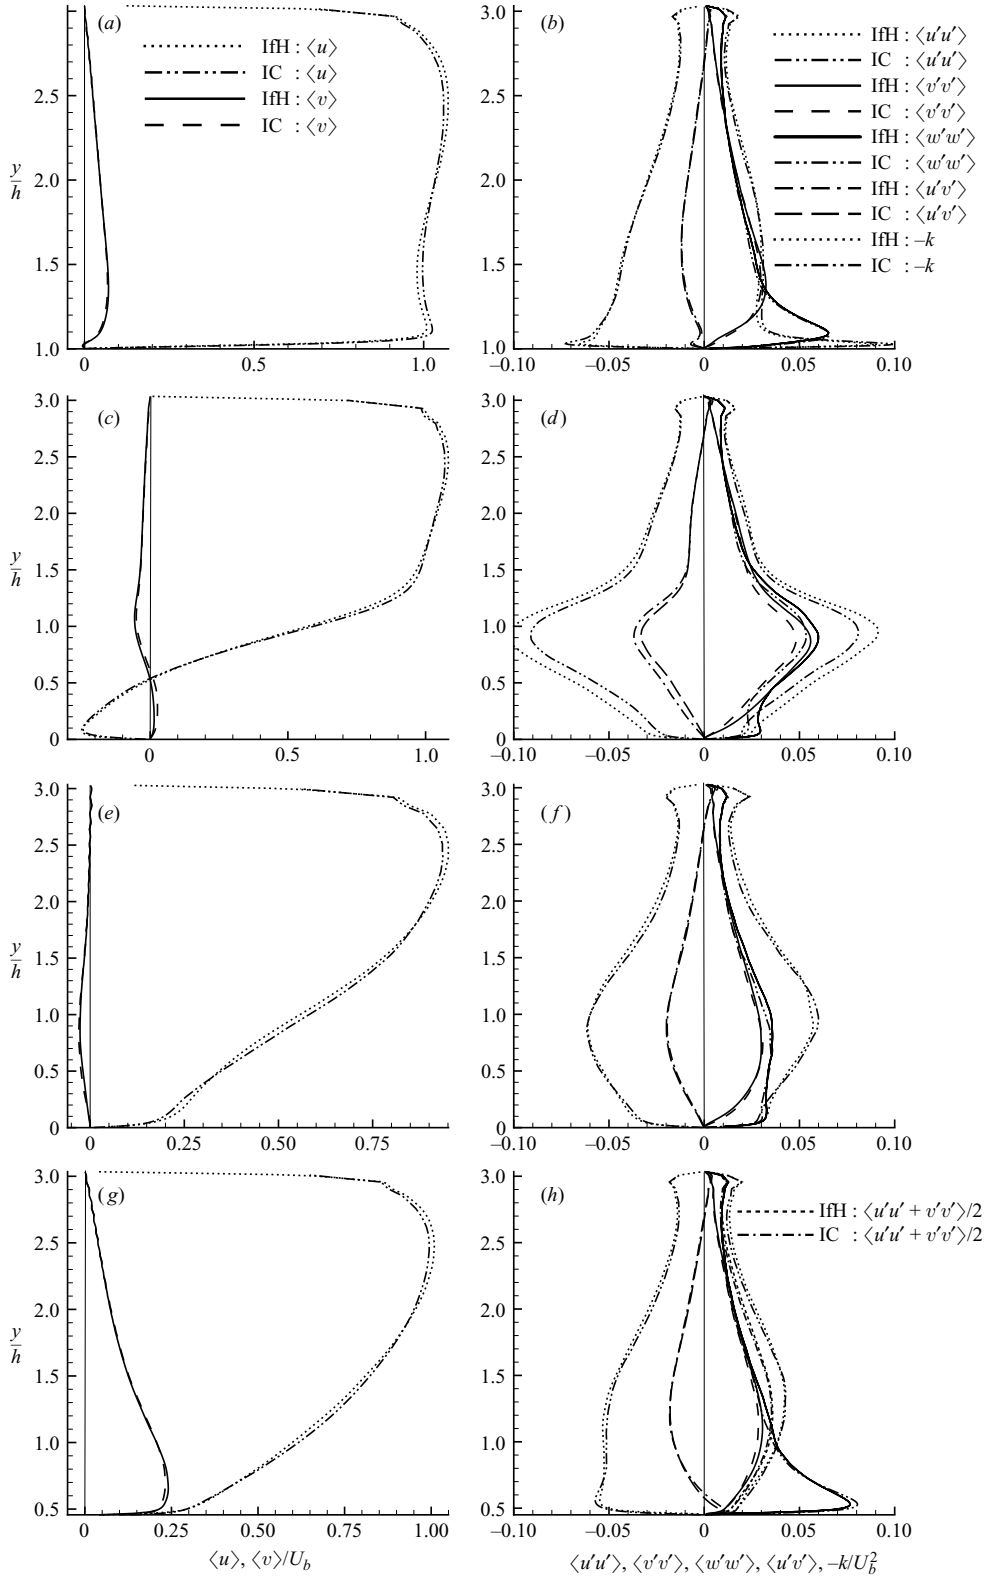 3.0
2.5
2.0
1.5
1.0
y
h
(a)
IfH : ⟨u⟩
IC : ⟨u⟩
IfH : ⟨v⟩
IC : ⟨v⟩
0 0.5 1.0
3.0
2.5
2.0
1.5
1.0
(b)
IfH : ⟨u′u′⟩
IC : ⟨u′u′⟩
IfH : ⟨v′v′⟩
IC : ⟨v′v′⟩
IfH : ⟨w′w′⟩
IC : ⟨w′w′⟩
IfH : ⟨u′v′⟩
IC : ⟨u′v′⟩
IfH : –k
IC : –k
–0.10 –0.05 0 0.05 0.10
3.0
2.5
2.0
1.5
1.0
0.5
0
y
h
(c)
0 0.5 1.0
3.0
2.5
2.0
1.5
1.0
0.5
0
(d)
–0.10 –0.05 0 0.05 0.10
3.0
2.5
2.0
1.5
1.0
0.5
0
y
h
(e)
0 0.25 0.50 0.75
3.0
2.5
2.0
1.5
1.0
0.5
0
(f)
–0.10 –0.05 0 0.05 0.10
3.0
2.5
2.0
1.5
1.0
0.5
y
h
(g)
0 0.25 0.50 0.75 1.00
⟨u⟩, ⟨v⟩/U_b
3.0
2.5
2.0
1.5
1.0
0.5
(h)
IfH : ⟨u′u′ + v′v′⟩/2
IC : ⟨u′u′ + v′v′⟩/2
–0.10 –0.05 0 0.05 0.10
⟨u′u′⟩, ⟨v′v′⟩, ⟨w′w′⟩, ⟨u′v′⟩, –k/U_b^2